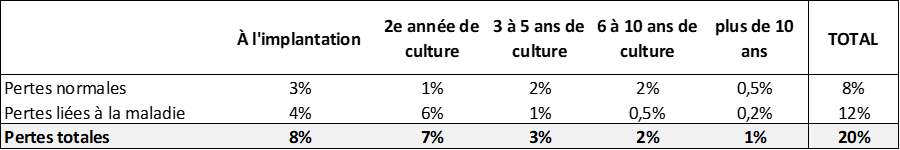 À l'implantation 2e année de culture 3 à 5 ans de culture 6 à 10 ans de culture plus de 10 ans TOTAL
Pertes normales 3% 1% 2% 2% 0,5% 8%
Pertes liées à la maladie 4% 6% 1% 0,5% 0,2% 12%
Pertes totales 8% 7% 3% 2% 1% 20%